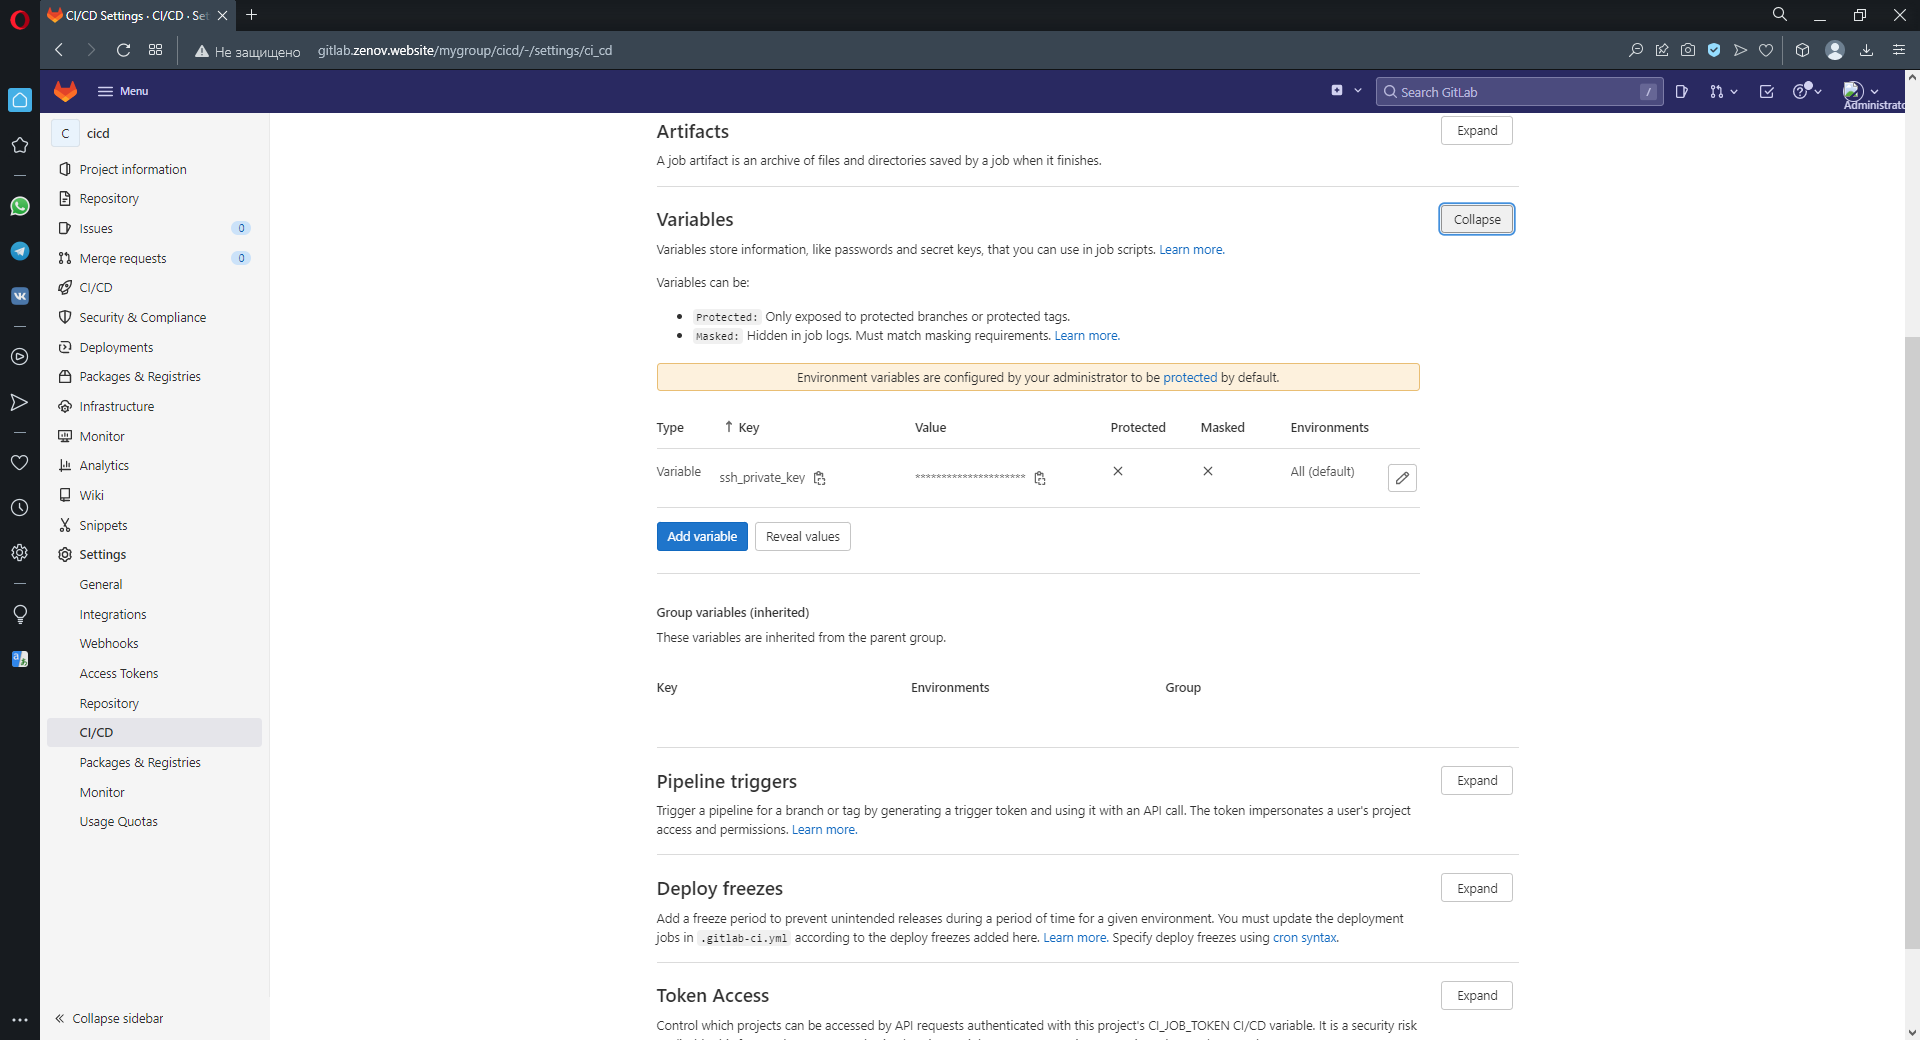 CI/CD Settings · CI/CD · Set
Не защищено
gitlab.zenov.website/mygroup/cicd/-/settings/ci_cd
Menu
Search GitLab
/
Administrato
C
cicd
Project information
Repository
Issues
0
Merge requests
0
CI/CD
Security & Compliance
Deployments
Packages & Registries
Infrastructure
Monitor
Analytics
Wiki
Snippets
Settings
General
Integrations
Webhooks
Access Tokens
Repository
CI/CD
Packages & Registries
Monitor
Usage Quotas
Collapse sidebar
Artifacts
Expand
A job artifact is an archive of files and directories saved by a job when it finishes.
Variables
Collapse
Variables store information, like passwords and secret keys, that you can use in job scripts. Learn more.
Variables can be:
Protected: Only exposed to protected branches or protected tags.
Masked: Hidden in job logs. Must match masking requirements. Learn more.
Environment variables are configured by your administrator to be protected by default.
Type ↑ Key Value Protected Masked Environments
Variable ssh_private_key ********************* All (default)
Add variable
Reveal values
Group variables (inherited)
These variables are inherited from the parent group.
Key Environments Group
Pipeline triggers
Expand
Trigger a pipeline for a branch or tag by generating a trigger token and using it with an API call. The token impersonates a user's project
access and permissions. Learn more.
Deploy freezes
Expand
Add a freeze period to prevent unintended releases during a period of time for a given environment. You must update the deployment
jobs in .gitlab-ci.yml according to the deploy freezes added here. Learn more. Specify deploy freezes using cron syntax.
Token Access
Expand
Control which projects can be accessed by API requests authenticated with this project's CI_JOB_TOKEN CI/CD variable. It is a security risk